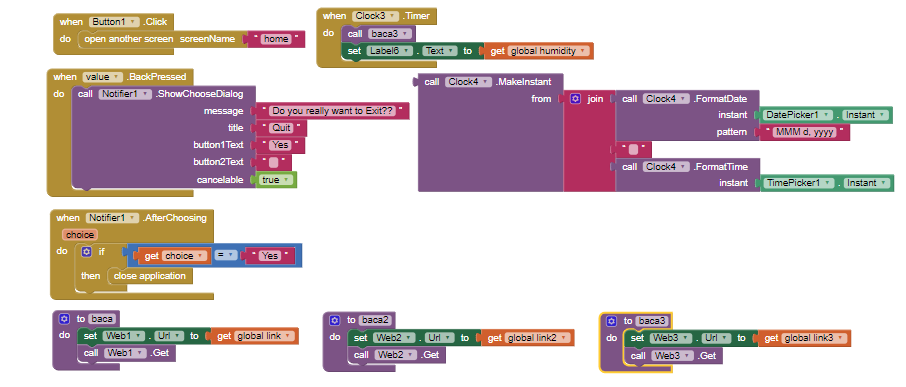 when Button1 .Click
do open another screen screenName " home "
when Clock3 .Timer
do call baca3
set Label6 . Text to get global humidity
when value .BackPressed
do call Notifier1 .ShowChooseDialog
message " Do you really want to Exit?? "
title " Quit "
button1Text " Yes "
button2Text " "
cancelable true
call Clock4 .MakeInstant
from join call Clock4 .FormatDate
instant DatePicker1 . Instant
pattern " MMM d, yyyy "
" "
call Clock4 .FormatTime
instant TimePicker1 . Instant
when Notifier1 .AfterChoosing
choice
do if get choice = " Yes "
then close application
to baca
do set Web1 . Url to get global link
call Web1 .Get
to baca2
do set Web2 . Url to get global link2
call Web2 .Get
to baca3
do set Web3 . Url to get global link3
call Web3 .Get